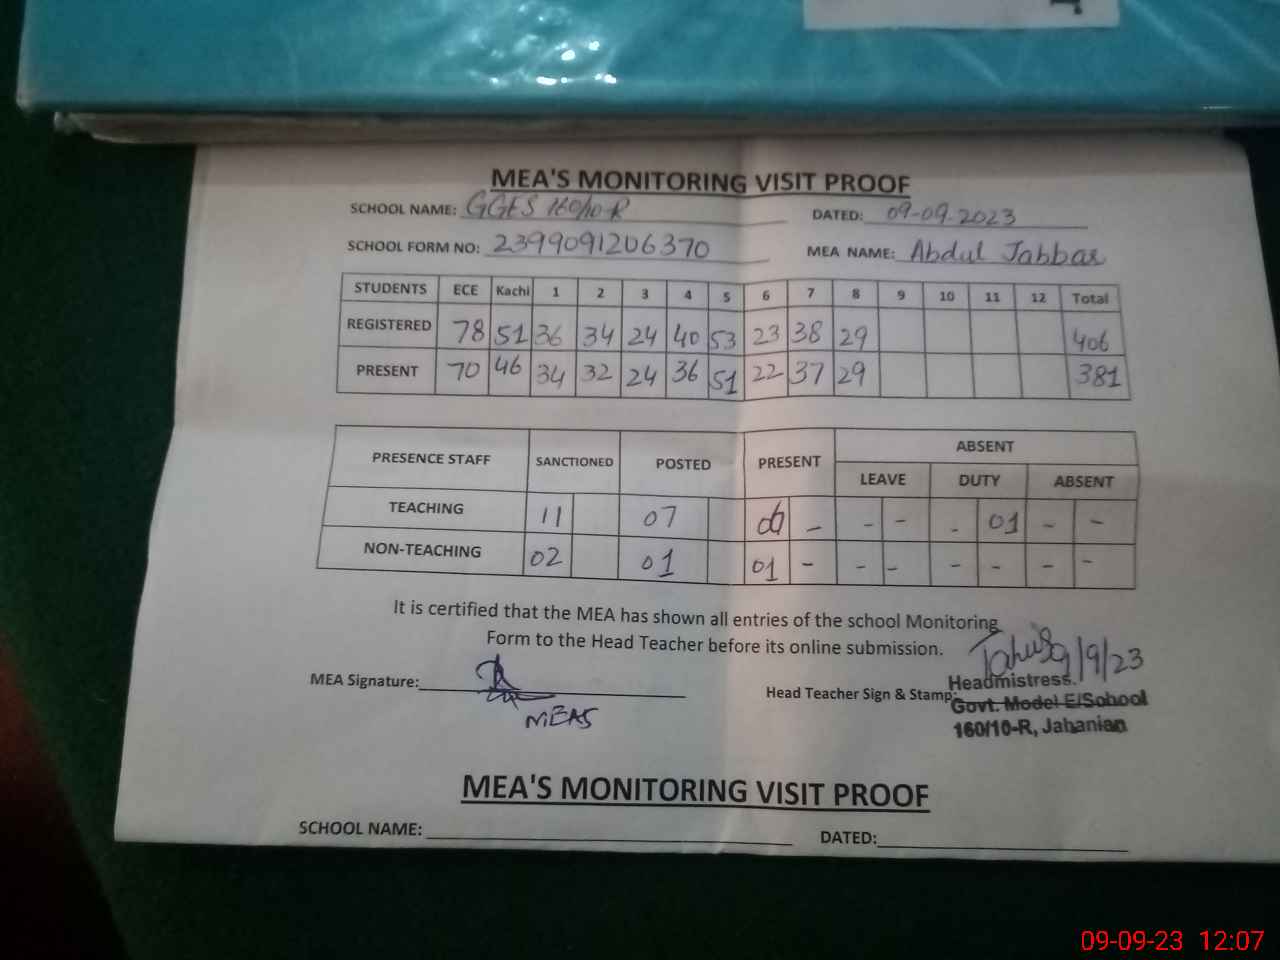 MEA'S MONITORING VISIT PROOF
SCHOOL NAME: GGES 160/10-R DATED: 09-09-2023
SCHOOL FORM NO: 2399091206370 MEA NAME: Abdul Jabbar
STUDENTS ECE Kachi 1 2 3 4 5 6 7 8 9 10 11 12 Total
REGISTERED 78 51 36 34 24 40 53 23 38 29 406
PRESENT 70 46 34 32 24 36 51 22 37 29 381
PRESENCE STAFF SANCTIONED POSTED PRESENT ABSENT
LEAVE DUTY ABSENT
TEACHING 11 07 06 - - - - 01 - -
NON-TEACHING 02 01 01 - - - - - - -
It is certified that the MEA has shown all entries of the school Monitoring
Form to the Head Teacher before its online submission.
9/9/23
MEA Signature: Head Teacher Sign & Stamp: Headmistress.
MEAS Govt. Model E/School
160/10-R, Jahanian
MEA'S MONITORING VISIT PROOF
SCHOOL NAME: DATED:
09-09-23 12:07